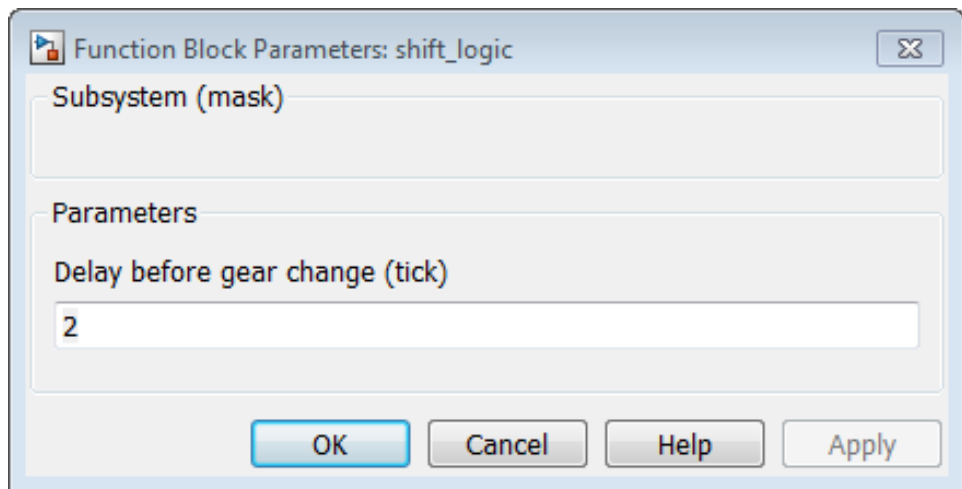 Function Block Parameters: shift_logic
Subsystem (mask)
Parameters
Delay before gear change (tick)
2
OK Cancel Help Apply